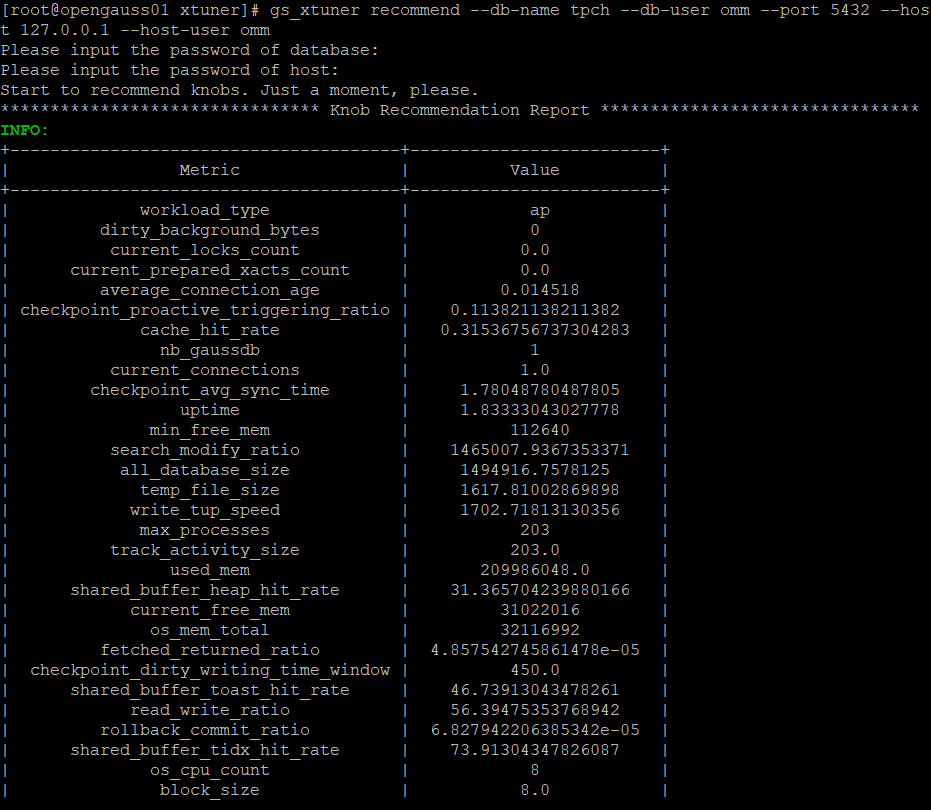 [root@opengauss01 xtuner]# gs_xtuner recommend --db-name tpch --db-user omm --port 5432 --hos
t 127.0.0.1 --host-user omm
Please input the password of database:
Please input the password of host:
Start to recommend knobs. Just a moment, please.
******************************** Knob Recommendation Report ********************************
INFO:
+---------------------------------------+-------------------------+
| Metric | Value |
+---------------------------------------+-------------------------+
| workload_type | ap |
| dirty_background_bytes | 0 |
| current_locks_count | 0.0 |
| current_prepared_xacts_count | 0.0 |
| average_connection_age | 0.014518 |
| checkpoint_proactive_triggering_ratio | 0.113821138211382 |
| cache_hit_rate | 0.31536756737304283 |
| nb_gaussdb | 1 |
| current_connections | 1.0 |
| checkpoint_avg_sync_time | 1.78048780487805 |
| uptime | 1.83333043027778 |
| min_free_mem | 112640 |
| search_modify_ratio | 1465007.9367353371 |
| all_database_size | 1494916.7578125 |
| temp_file_size | 1617.81002869898 |
| write_tup_speed | 1702.71813130356 |
| max_processes | 203 |
| track_activity_size | 203.0 |
| used_mem | 209986048.0 |
| shared_buffer_heap_hit_rate | 31.365704239880166 |
| current_free_mem | 31022016 |
| os_mem_total | 32116992 |
| fetched_returned_ratio | 4.857542745861478e-05 |
| checkpoint_dirty_writing_time_window | 450.0 |
| shared_buffer_toast_hit_rate | 46.73913043478261 |
| read_write_ratio | 56.39475353768942 |
| rollback_commit_ratio | 6.827942206385342e-05 |
| shared_buffer_tidx_hit_rate | 73.91304347826087 |
| os_cpu_count | 8 |
| block_size | 8.0 |